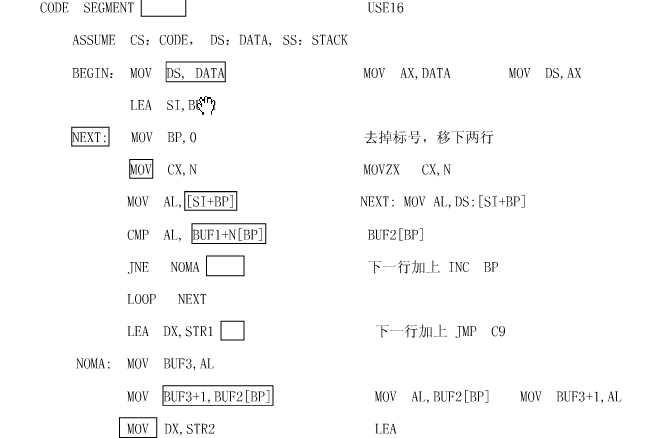 CODE SEGMENT USE16
ASSUME CS: CODE, DS: DATA, SS: STACK
BEGIN: MOV DS, DATA MOV AX,DATA MOV DS,AX
LEA
NEXT: MOV BP,0 去掉标号，移下两行
MOV CX,N MOVZX CX,N
MOV AL,[SI+BP] NEXT: MOV AL,DS:[SI+BP]
CMP AL, BUF1+N[BP] BUF2[BP]
JNE NOMA 下一行加上 INC BP
LOOP NEXT
LEA DX,STR1 下一行加上 JMP C9
NOMA: MOV BUF3,AL
MOV BUF3+1,BUF2[BP] MOV AL,BUF2[BP] MOV BUF3+1,AL
MOV DX,STR2 LEA